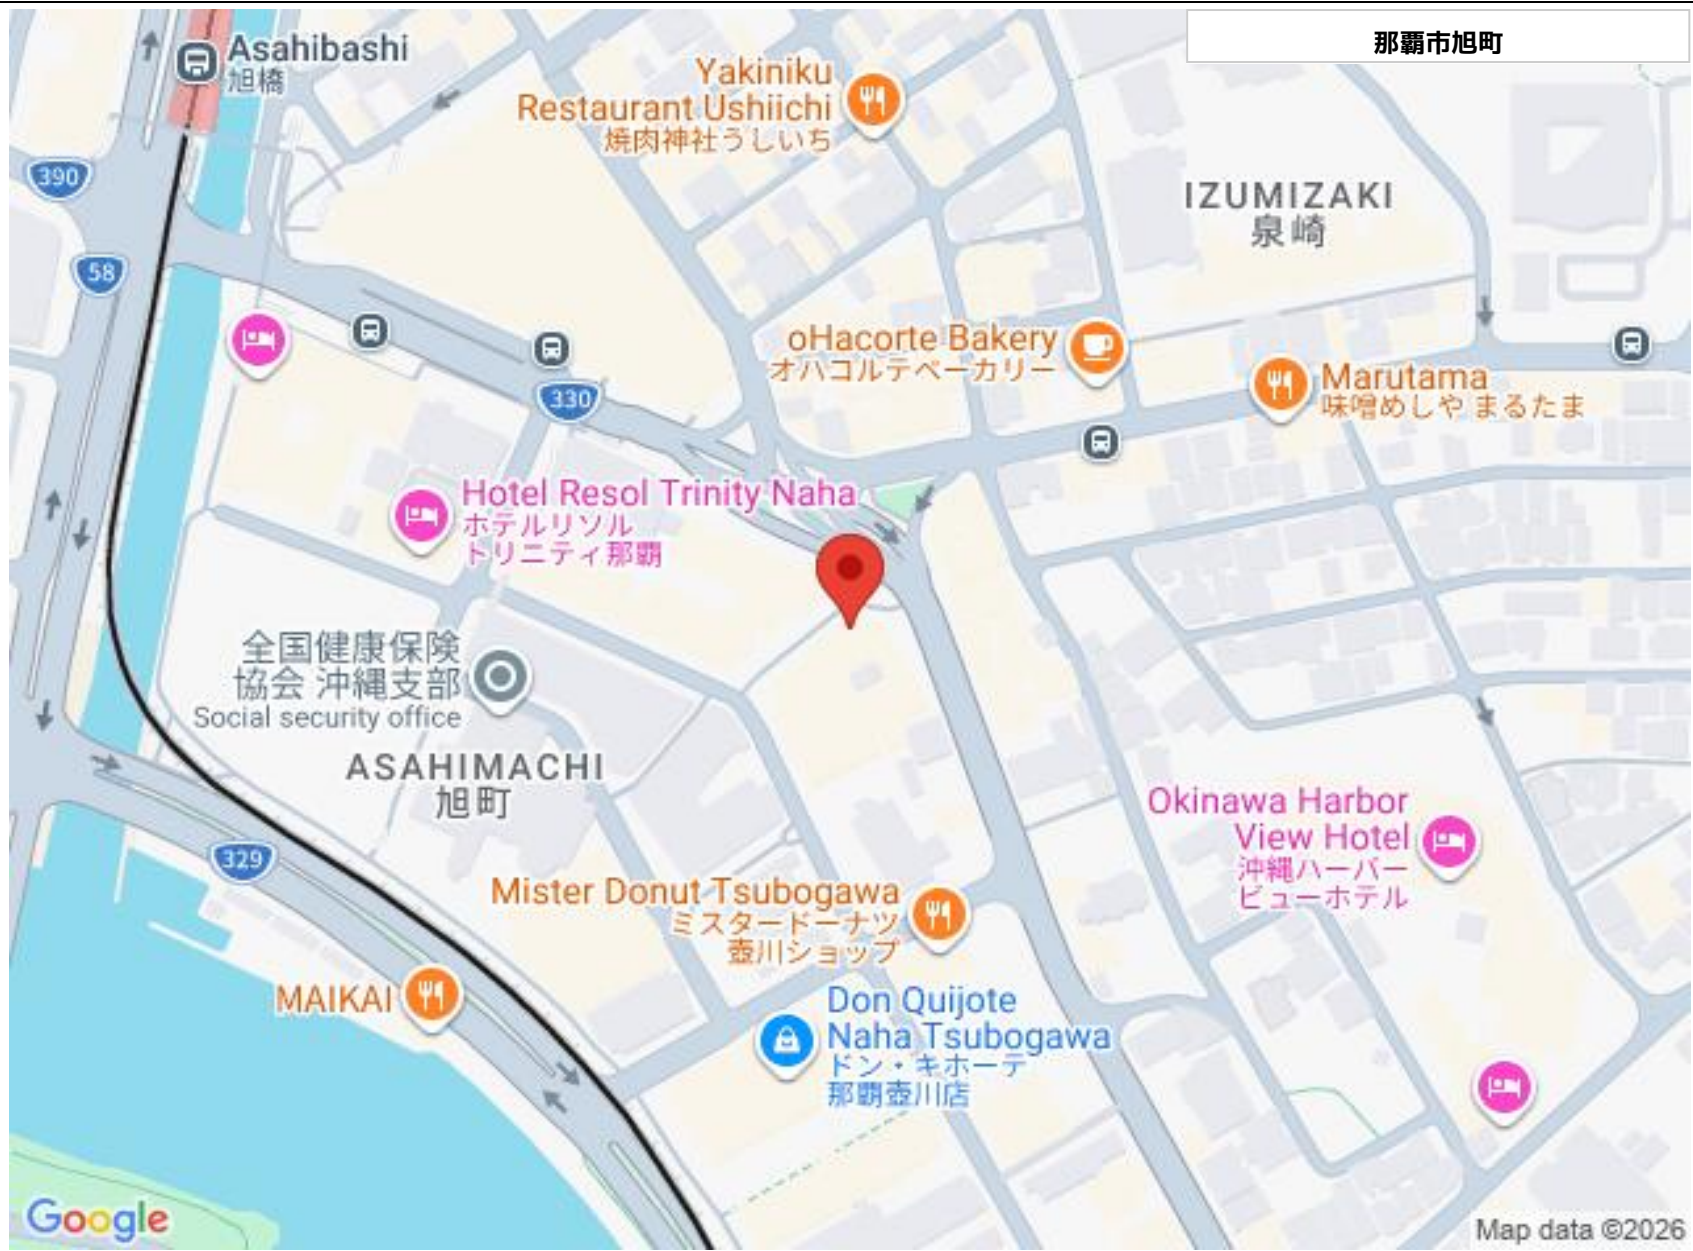 那覇市旭町
Asahibashi
旭橋
Yakiniku
Restaurant Ushiichi
焼肉神社うしいち
390
IZUMIZAKI
泉崎
58
oHacorte Bakery
オハコルテベーカリー
Marutama
味噌めしや まるたま
330
Hotel Resol Trinity Naha
ホテルリソル
トリニティ那覇
全国健康保険
協会 沖縄支部
Social security office
ASAHIMACHI
旭町
Okinawa Harbor
View Hotel
沖縄ハーバー
ビューホテル
329
Mister Donut Tsubogawa
ミスタードーナツ
壺川ショップ
MAIKAI
Don Quijote
Naha Tsubogawa
ドン・キホーテ
那覇壺川店
Google
Map data ©2026